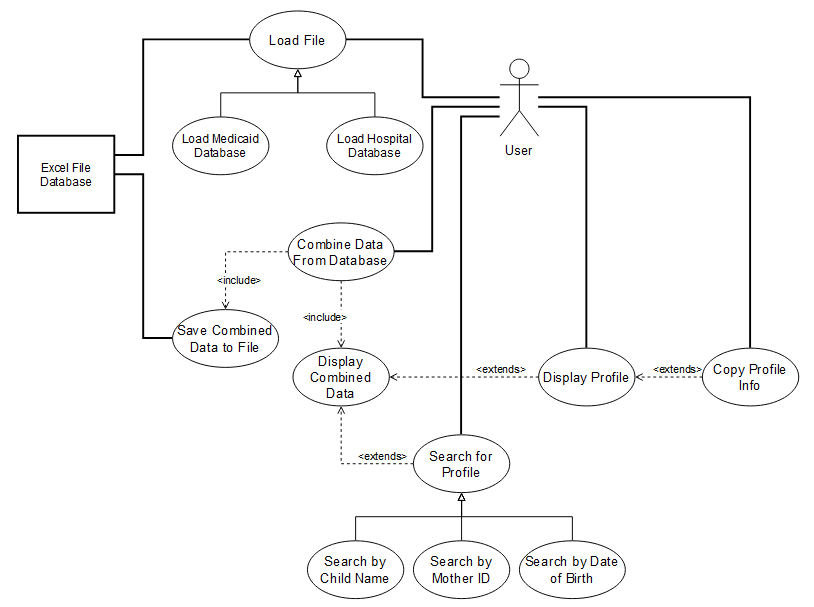 Load File
Load Medicaid
Database
Load Hospital
Database
User
Excel File
Database
Combine Data
From Database
<include>
<include>
Save Combined
Data to File
Display
Combined
Data
<extends>
Display Profile
<extends>
Copy Profile
Info
<extends>
Search for
Profile
Search by
Child Name
Search by
Mother ID
Search by Date
of Birth